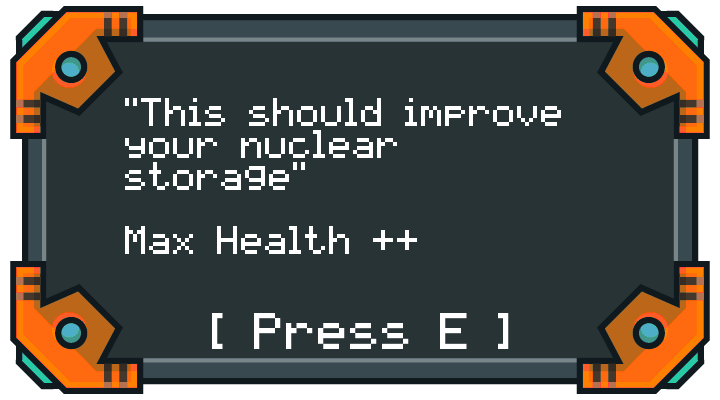 "This should improve
your nuclear
storage"
Max Health ++
[ Press E ]